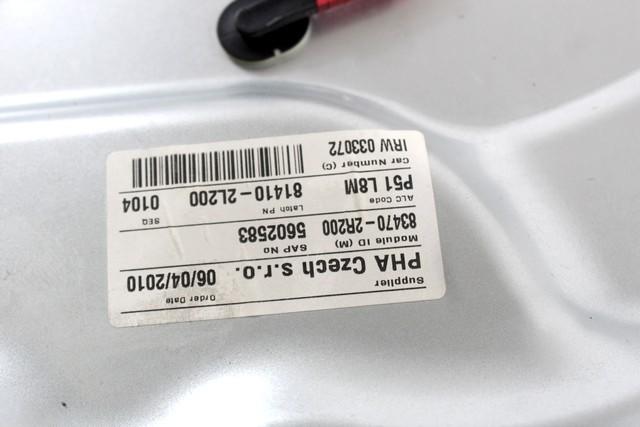 Supplier Order Date
PHA Czech s.r.o. 06/04/2010
Module ID (M) SAP No
83470-2R200 5602583
ALC Code Latch PN SEQ
P51 L8M 81410-2L200 0104
Car Number (C)
IRW 033072